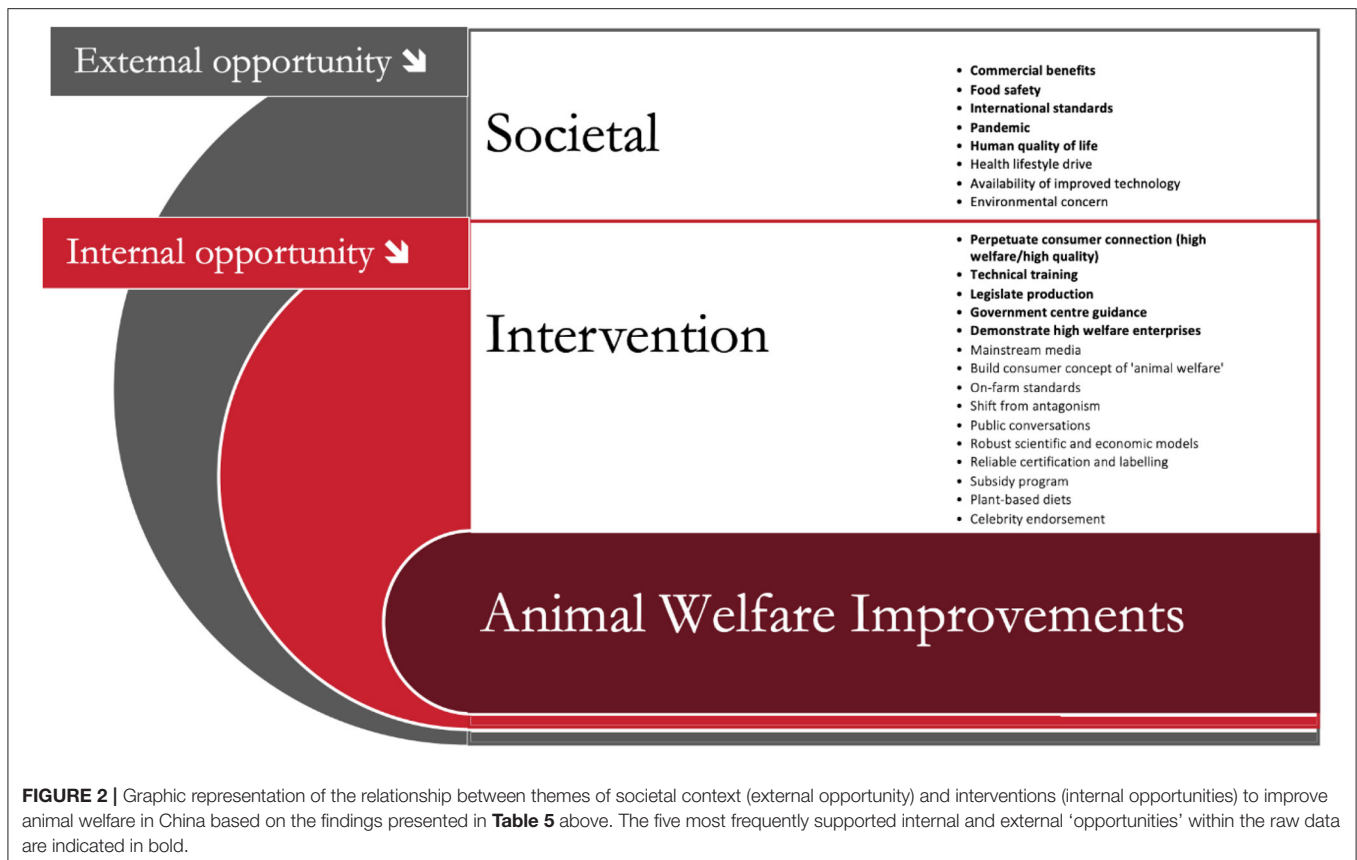 External opportunity ⬊
Societal
• Commercial benefits
• Food safety
• International standards
• Pandemic
• Human quality of life
• Health lifestyle drive
• Availability of improved technology
• Environmental concern
Internal opportunity ⬊
Intervention
• Perpetuate consumer connection (high
welfare/high quality)
• Technical training
• Legislate production
• Government centre guidance
• Demonstrate high welfare enterprises
• Mainstream media
• Build consumer concept of 'animal welfare'
• On-farm standards
• Shift from antagonism
• Public conversations
• Robust scientific and economic models
• Reliable certification and labelling
• Subsidy program
• Plant-based diets
• Celebrity endorsement
Animal Welfare Improvements
FIGURE 2 | Graphic representation of the relationship between themes of societal context (external opportunity) and interventions (internal opportunities) to improve
animal welfare in China based on the findings presented in Table 5 above. The five most frequently supported internal and external ‘opportunities’ within the raw data
are indicated in bold.